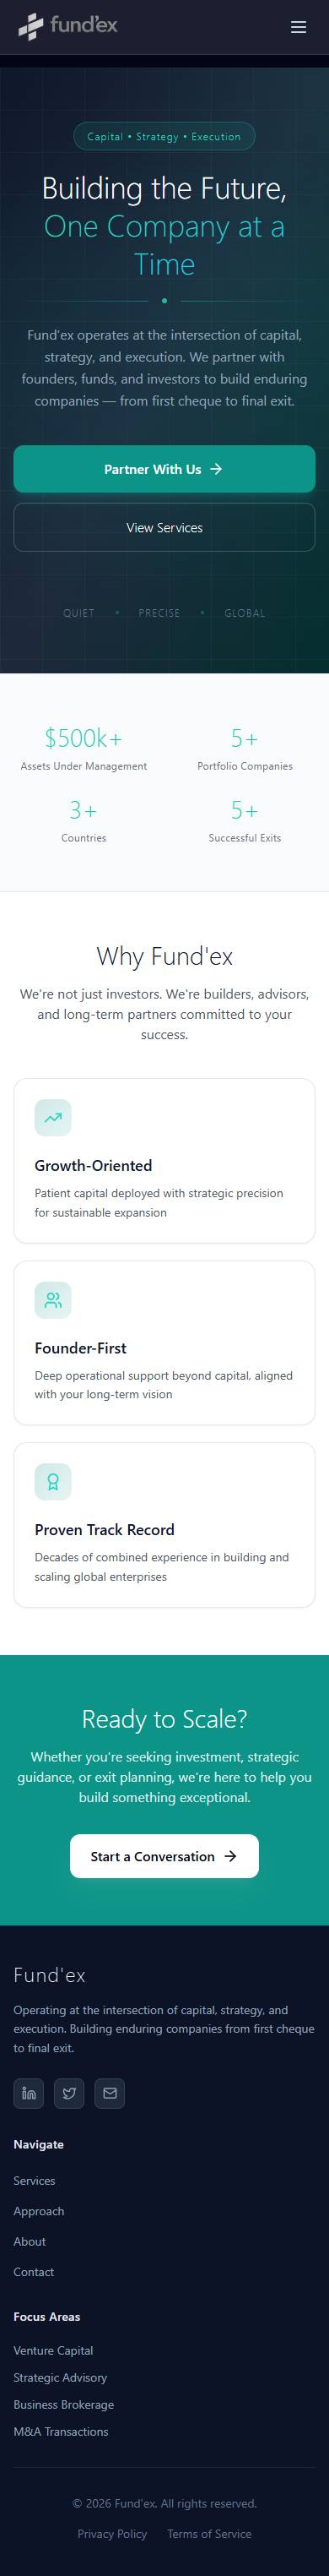 fund'ex
Capital • Strategy • Execution
Building the Future,
One Company at a
Time
Fund'ex operates at the intersection of capital,
strategy, and execution. We partner with
founders, funds, and investors to build enduring
companies — from first cheque to final exit.
Partner With Us
View Services
QUIET • PRECISE • GLOBAL
$500k+ 5+
Assets Under Management Portfolio Companies
3+ 5+
Countries Successful Exits
Why Fund'ex
We're not just investors. We're builders, advisors,
and long-term partners committed to your
success.
Growth-Oriented
Patient capital deployed with strategic precision
for sustainable expansion
Founder-First
Deep operational support beyond capital, aligned
with your long-term vision
Proven Track Record
Decades of combined experience in building and
scaling global enterprises
Ready to Scale?
Whether you're seeking investment, strategic
guidance, or exit planning, we're here to help you
build something exceptional.
Start a Conversation
Fund'ex
Operating at the intersection of capital, strategy, and
execution. Building enduring companies from first cheque
to final exit.
Navigate
Services
Approach
About
Contact
Focus Areas
Venture Capital
Strategic Advisory
Business Brokerage
M&A Transactions
© 2026 Fund'ex. All rights reserved.
Privacy Policy Terms of Service